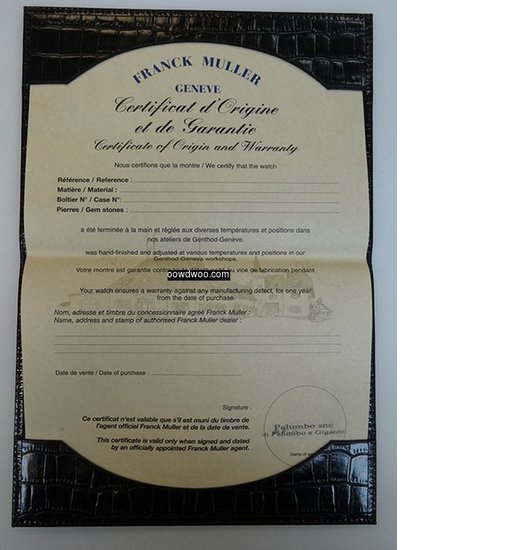 FRANCK MULLER
GENEVE
Certificat d'Origine
et de Garantie
Certificate of Origin and Warranty
Nous certifions que la montre / We certify that the watch
Référence / Reference :
Matière / Material :
Boîtier N° / Case N°:
Pierres / Gem stones :
a été terminée à la main et réglée aux diverses températures et positions dans
nos ateliers de Genthod-Genève.
was hand-finished and adjusted at various temperatures and positions in our
Genthod-Geneva workshops.
Votre montre est garantie vice de fabrication pendant
oowdwoo.com
Your watch ensures a warranty against any manufacturing defect, for one year
from the date of purchase.
Nom, adresse et timbre du concessionnaire agréé Franck Muller :
Name, address and stamp of authorised Franck Muller dealer :
Date de vente / Date of purchase :
Signature :
Ce certificat n'est valable que s'il est muni du timbre de
l'agent officiel Franck Muller et de la date de vente.
This certificate is valid only when signed and dated
by an officially appointed Franck Muller agent.
Palumbo snc
di Palumbo e Gigante
Stamp of